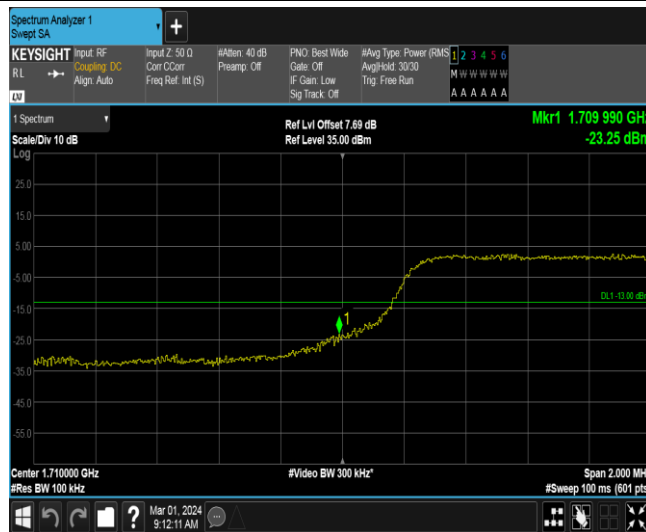 Spectrum Analyzer 1
Swept SA
KEYSIGHT
RL
LXI
Input: RF
Coupling: DC
Align: Auto
Input Z: 50 Ω
Corr CCorr
Freq Ref: Int (S)
#Atten: 40 dB
Preamp: Off
PNO: Best Wide
Gate: Off
IF Gain: Low
Sig Track: Off
#Avg Type: Power (RMS
Avg|Hold: 30/30
Trig: Free Run
1 2 3 4 5 6
M W W W W W
A A A A A A
1 Spectrum
Scale/Div 10 dB
Log
Ref Lvl Offset 7.69 dB
Ref Level 35.00 dBm
Mkr1 1.709 990 GHz
-23.25 dBm
25.0
15.0
5.00
-5.00
-15.0
-25.0
-35.0
-45.0
-55.0
DL1 -13.00 dBm
1
Center 1.710000 GHz
#Res BW 100 kHz
#Video BW 300 kHz*
Span 2.000 MH
#Sweep 100 ms (601 pts
?
Mar 01, 2024
9:12:11 AM